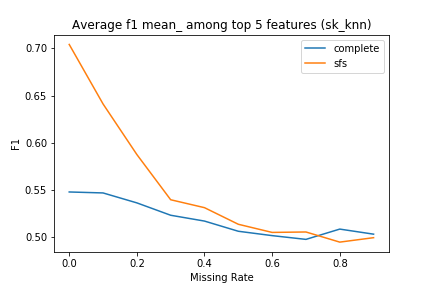 Average f1 mean_ among top 5 features (sk_knn)
complete
sfs
0.70
0.65
0.60
0.55
0.50
F1
0.0 0.2 0.4 0.6 0.8
Missing Rate